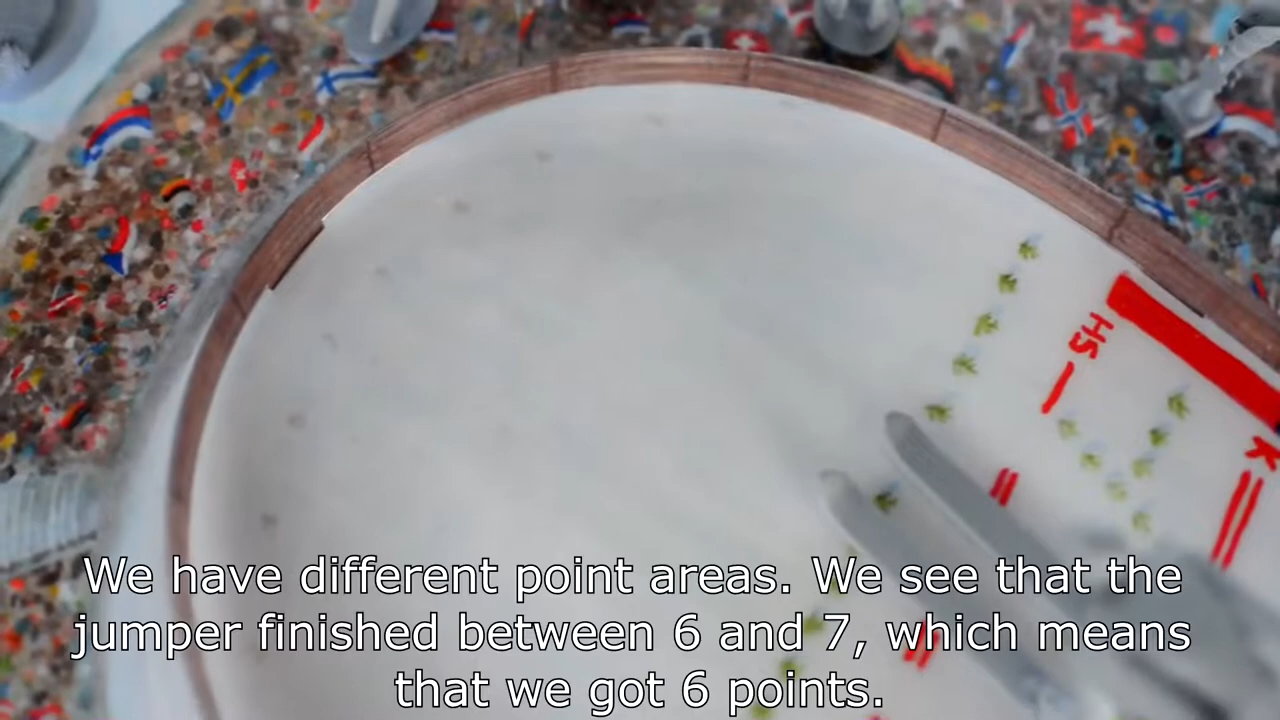 HS
K
We have different point areas. We see that the
jumper finished between 6 and 7, which means
that we got 6 points.